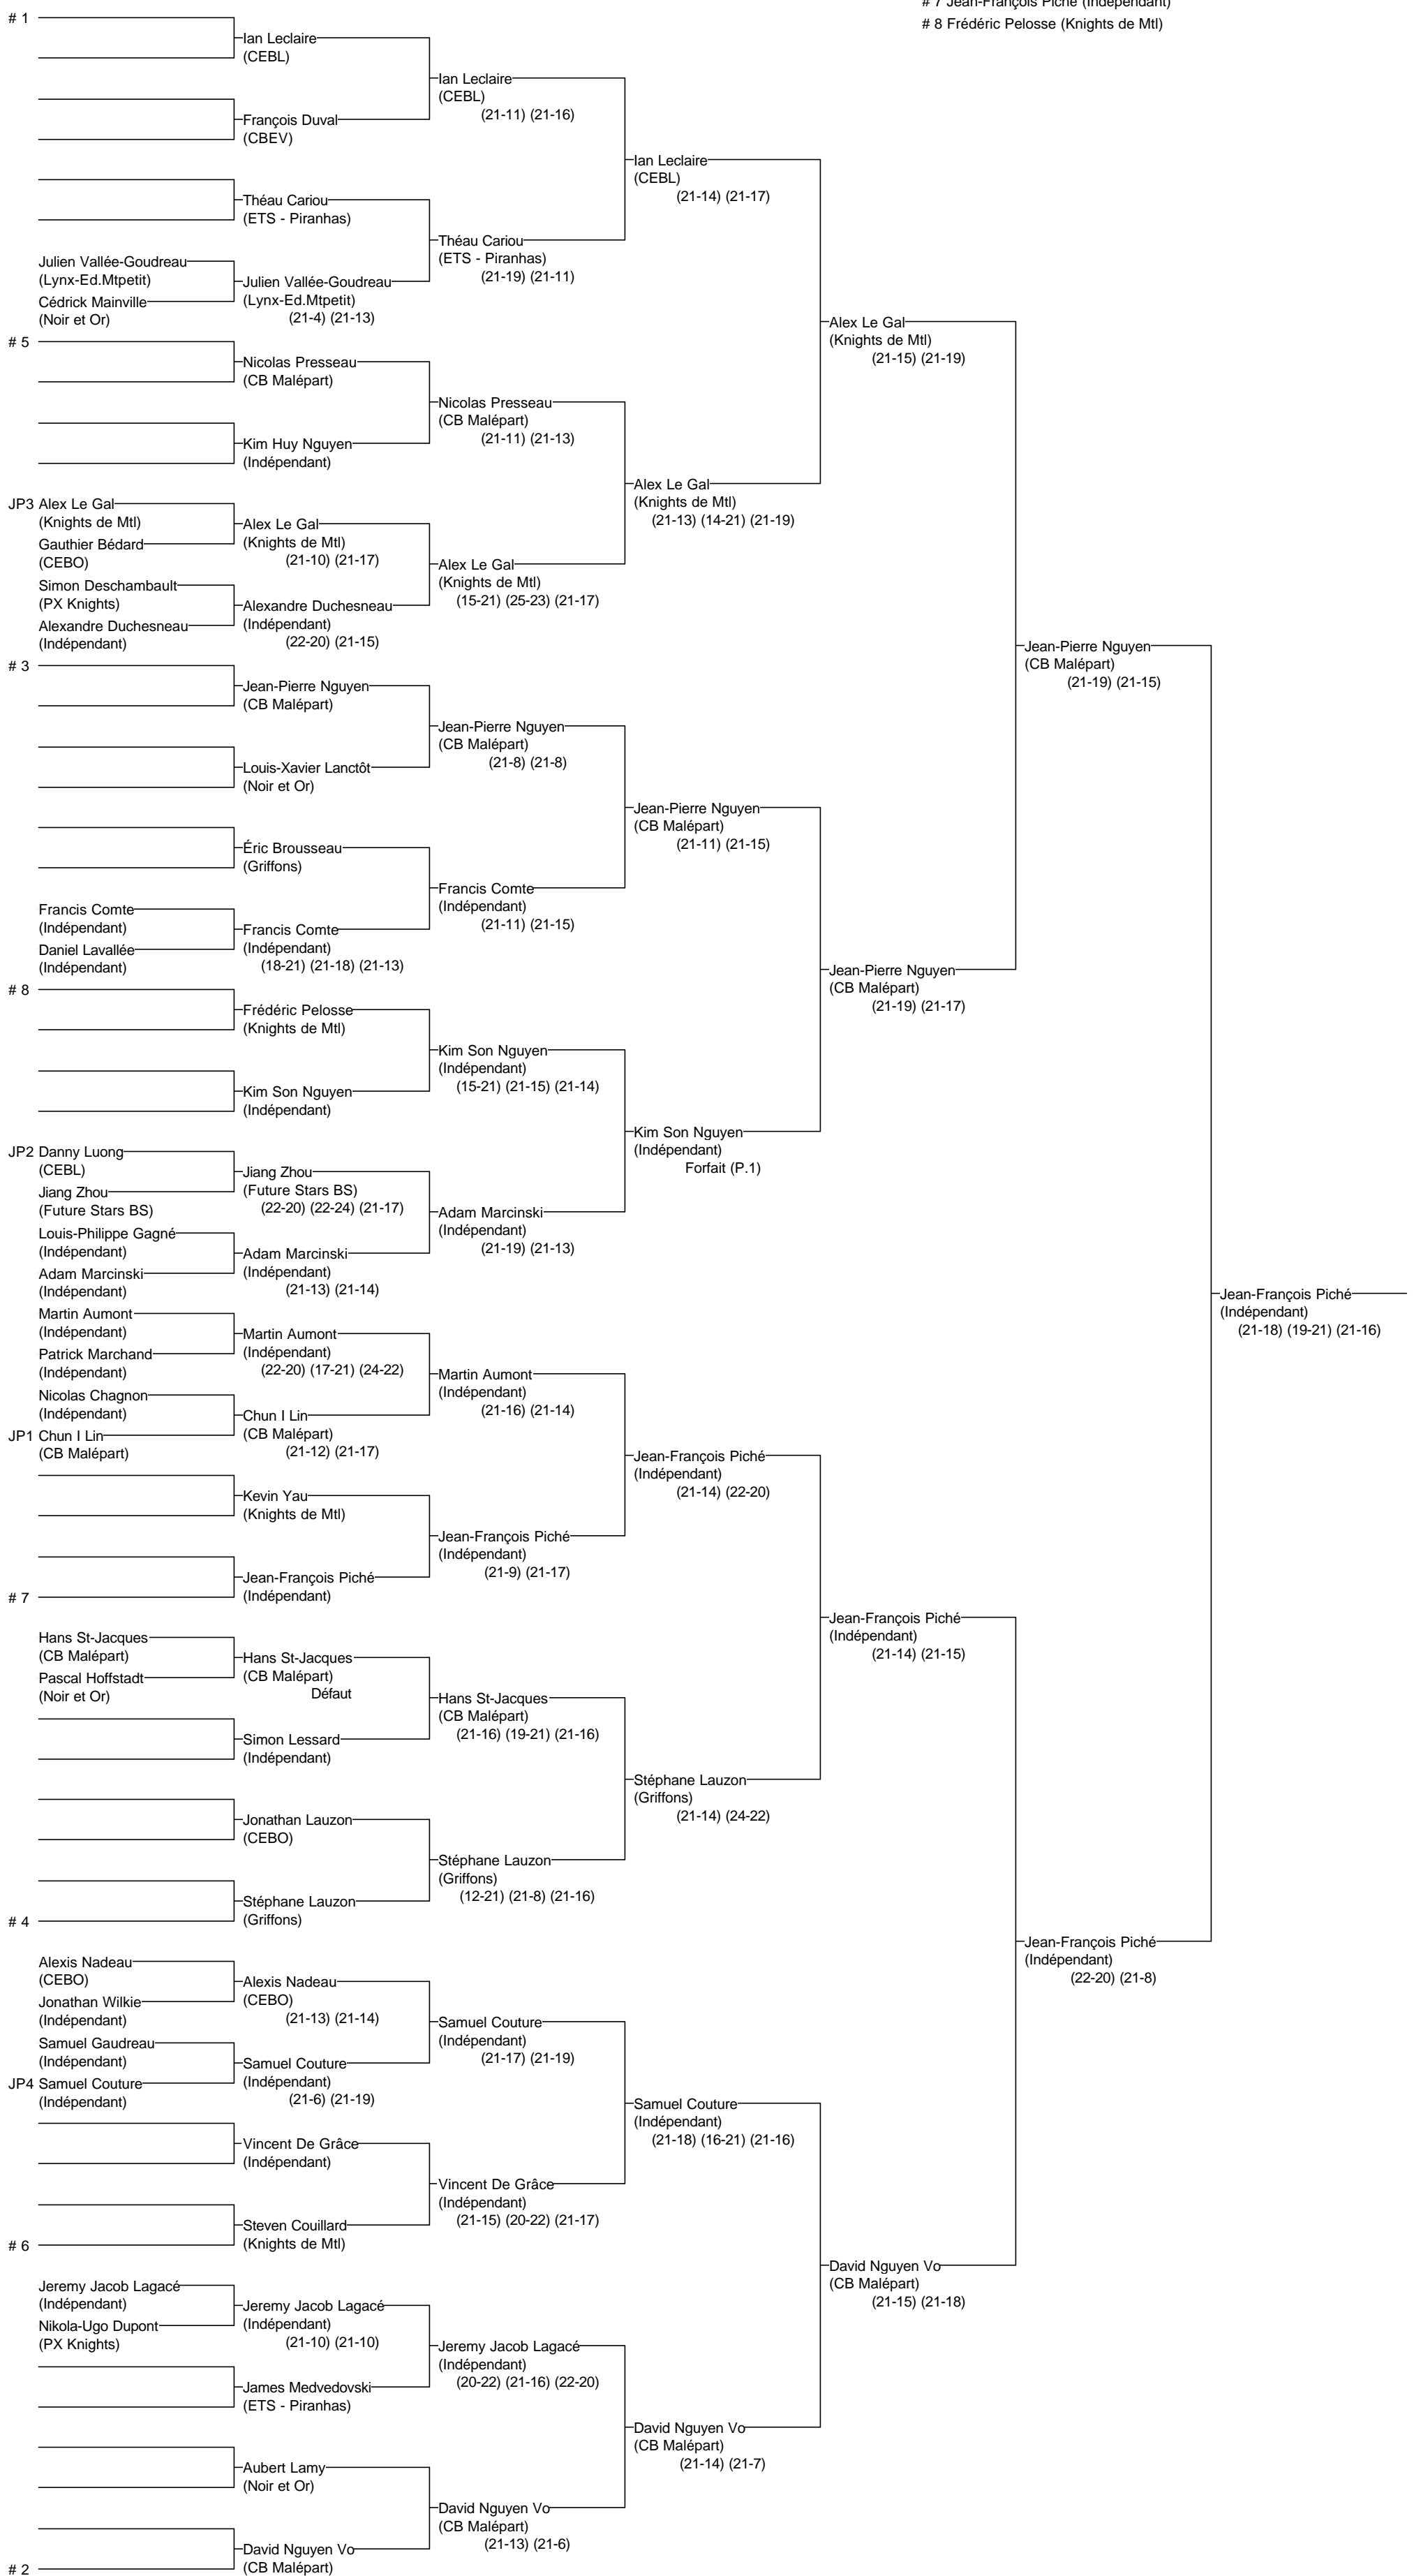 # 7 Jean-François Piché (Indépendant)
# 8 Frédéric Pelosse (Knights de Mtl)
# 1
Ian Leclaire
(CEBL)
Ian Leclaire
(CEBL)
(21-11) (21-16)
François Duval
(CBEV)
Ian Leclaire
(CEBL)
(21-14) (21-17)
Théau Cariou
(ETS - Piranhas)
Théau Cariou
(ETS - Piranhas)
(21-19) (21-11)
Julien Vallée-Goudreau
(Lynx-Ed.Mtpetit)
Cédrick Mainville
(Noir et Or)
Julien Vallée-Goudreau
(Lynx-Ed.Mtpetit)
(21-4) (21-13)
Alex Le Gal
(Knights de Mtl)
(21-15) (21-19)
# 5
Nicolas Presseau
(CB Malépart)
Nicolas Presseau
(CB Malépart)
(21-11) (21-13)
Kim Huy Nguyen
(Indépendant)
Alex Le Gal
(Knights de Mtl)
(21-13) (14-21) (21-19)
JP3 Alex Le Gal
(Knights de Mtl)
Gauthier Bédard
(CEBO)
Alex Le Gal
(Knights de Mtl)
(21-10) (21-17)
Alex Le Gal
(Knights de Mtl)
(15-21) (25-23) (21-17)
Simon Deschambault
(PX Knights)
Alexandre Duchesneau
(Indépendant)
Alexandre Duchesneau
(Indépendant)
(22-20) (21-15)
Jean-Pierre Nguyen
(CB Malépart)
(21-19) (21-15)
# 3
Jean-Pierre Nguyen
(CB Malépart)
Jean-Pierre Nguyen
(CB Malépart)
(21-8) (21-8)
Louis-Xavier Lanctôt
(Noir et Or)
Jean-Pierre Nguyen
(CB Malépart)
(21-11) (21-15)
Éric Brousseau
(Griffons)
Francis Comte
(Indépendant)
(21-11) (21-15)
Francis Comte
(Indépendant)
Daniel Lavallée
(Indépendant)
Francis Comte
(Indépendant)
(18-21) (21-18) (21-13)
Jean-Pierre Nguyen
(CB Malépart)
(21-19) (21-17)
# 8
Frédéric Pelosse
(Knights de Mtl)
Kim Son Nguyen
(Indépendant)
(15-21) (21-15) (21-14)
Kim Son Nguyen
(Indépendant)
Kim Son Nguyen
(Indépendant)
Forfait (P.1)
JP2 Danny Luong
(CEBL)
Jiang Zhou
(Future Stars BS)
Jiang Zhou
(Future Stars BS)
(22-20) (22-24) (21-17)
Adam Marcinski
(Indépendant)
(21-19) (21-13)
Louis-Philippe Gagné
(Indépendant)
Adam Marcinski
(Indépendant)
Adam Marcinski
(Indépendant)
(21-13) (21-14)
Jean-François Piché
(Indépendant)
(21-18) (19-21) (21-16)
Martin Aumont
(Indépendant)
Patrick Marchand
(Indépendant)
Martin Aumont
(Indépendant)
(22-20) (17-21) (24-22)
Martin Aumont
(Indépendant)
(21-16) (21-14)
Nicolas Chagnon
(Indépendant)
JP1 Chun I Lin
(CB Malépart)
Chun I Lin
(CB Malépart)
(21-12) (21-17)
Jean-François Piché
(Indépendant)
(21-14) (22-20)
Kevin Yau
(Knights de Mtl)
Jean-François Piché
(Indépendant)
(21-9) (21-17)
Jean-François Piché
(Indépendant)
# 7
Jean-François Piché
(Indépendant)
(21-14) (21-15)
Hans St-Jacques
(CB Malépart)
Pascal Hoffstadt
(Noir et Or)
Hans St-Jacques
(CB Malépart)
Défaut
Hans St-Jacques
(CB Malépart)
(21-16) (19-21) (21-16)
Simon Lessard
(Indépendant)
Stéphane Lauzon
(Griffons)
(21-14) (24-22)
Jonathan Lauzon
(CEBO)
Stéphane Lauzon
(Griffons)
(12-21) (21-8) (21-16)
Stéphane Lauzon
(Griffons)
# 4
Jean-François Piché
(Indépendant)
(22-20) (21-8)
Alexis Nadeau
(CEBO)
Jonathan Wilkie
(Indépendant)
Alexis Nadeau
(CEBO)
(21-13) (21-14)
Samuel Couture
(Indépendant)
(21-17) (21-19)
Samuel Gaudreau
(Indépendant)
JP4 Samuel Couture
(Indépendant)
Samuel Couture
(Indépendant)
(21-6) (21-19)
Samuel Couture
(Indépendant)
(21-18) (16-21) (21-16)
Vincent De Grâce
(Indépendant)
Vincent De Grâce
(Indépendant)
(21-15) (20-22) (21-17)
Steven Couillard
(Knights de Mtl)
# 6
David Nguyen Vo
(CB Malépart)
(21-15) (21-18)
Jeremy Jacob Lagacé
(Indépendant)
Nikola-Ugo Dupont
(PX Knights)
Jeremy Jacob Lagacé
(Indépendant)
(21-10) (21-10)
Jeremy Jacob Lagacé
(Indépendant)
(20-22) (21-16) (22-20)
James Medvedovski
(ETS - Piranhas)
David Nguyen Vo
(CB Malépart)
(21-14) (21-7)
Aubert Lamy
(Noir et Or)
David Nguyen Vo
(CB Malépart)
(21-13) (21-6)
David Nguyen Vo
(CB Malépart)
# 2